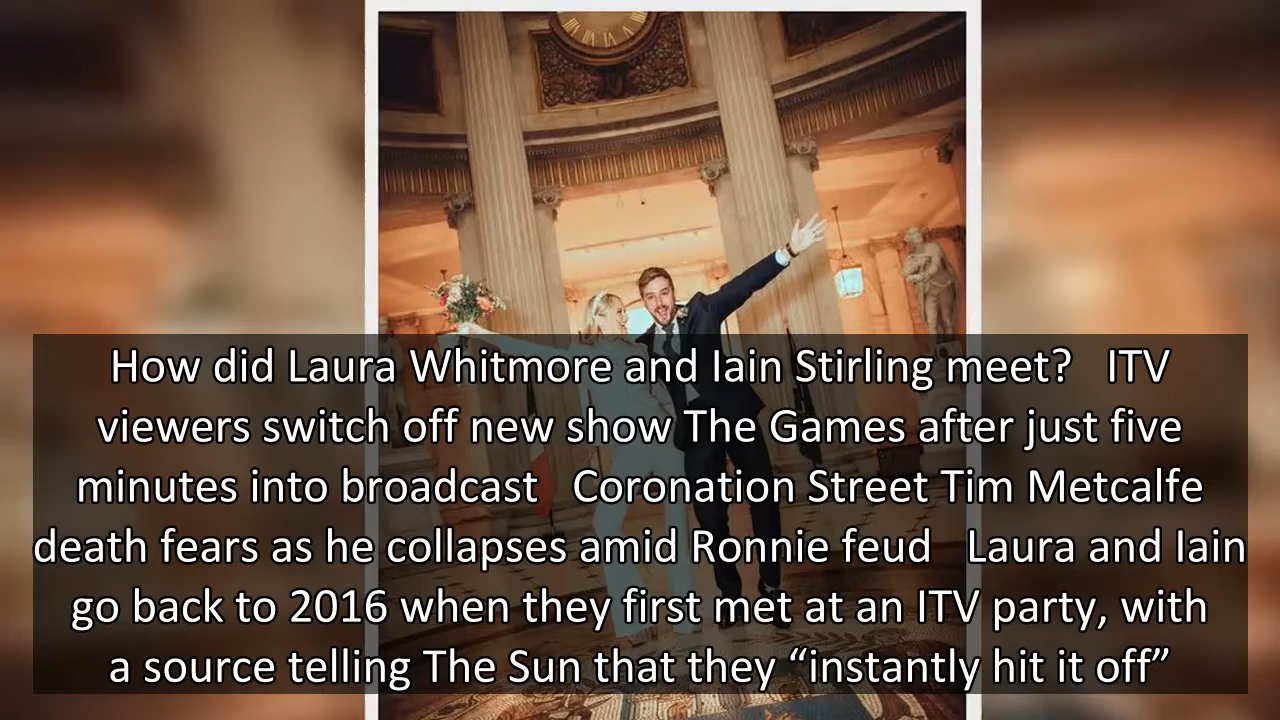 How did Laura Whitmore and Iain Stirling meet?   ITV
viewers switch off new show The Games after just five
minutes into broadcast   Coronation Street Tim Metcalfe
death fears as he collapses amid Ronnie feud   Laura and Iain
go back to 2016 when they first met at an ITV party, with
a source telling The Sun that they “instantly hit it off”